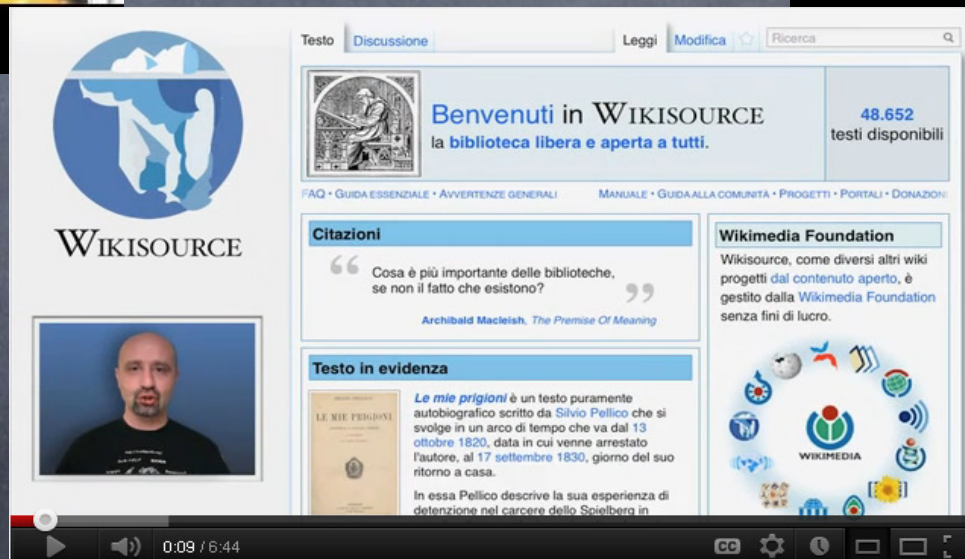 WIKISOURCE
Testo Discussione Leggi Modifica Ricerca
Benvenuti in WIKISOURCE
la biblioteca libera e aperta a tutti.
48.652
testi disponibili
FAQ • GUIDA ESSENZIALE • AVVERTENZE GENERALI MANUALE • GUIDA ALLA COMUNITÀ • PROGETTI • PORTALI • DONAZIONI
Citazioni
“ Cosa è più importante delle biblioteche,
se non il fatto che esistono? ”
Archibald Macleish, The Premise Of Meaning
Testo in evidenza
LE MIE PRIGIONI
Le mie prigioni è un testo puramente
autobiografico scritto da Silvio Pellico che si
svolge in un arco di tempo che va dal 13
ottobre 1820, data in cui venne arrestato
l'autore, al 17 settembre 1830, giorno del suo
ritorno a casa.
In essa Pellico descrive la sua esperienza di
detenzione nel carcere dello Spielberg in
Wikimedia Foundation
Wikisource, come diversi altri wiki
progetti dal contenuto aperto, è
gestito dalla Wikimedia Foundation
senza fini di lucro.
WIKIMEDIA
0:09 / 6:44
CC